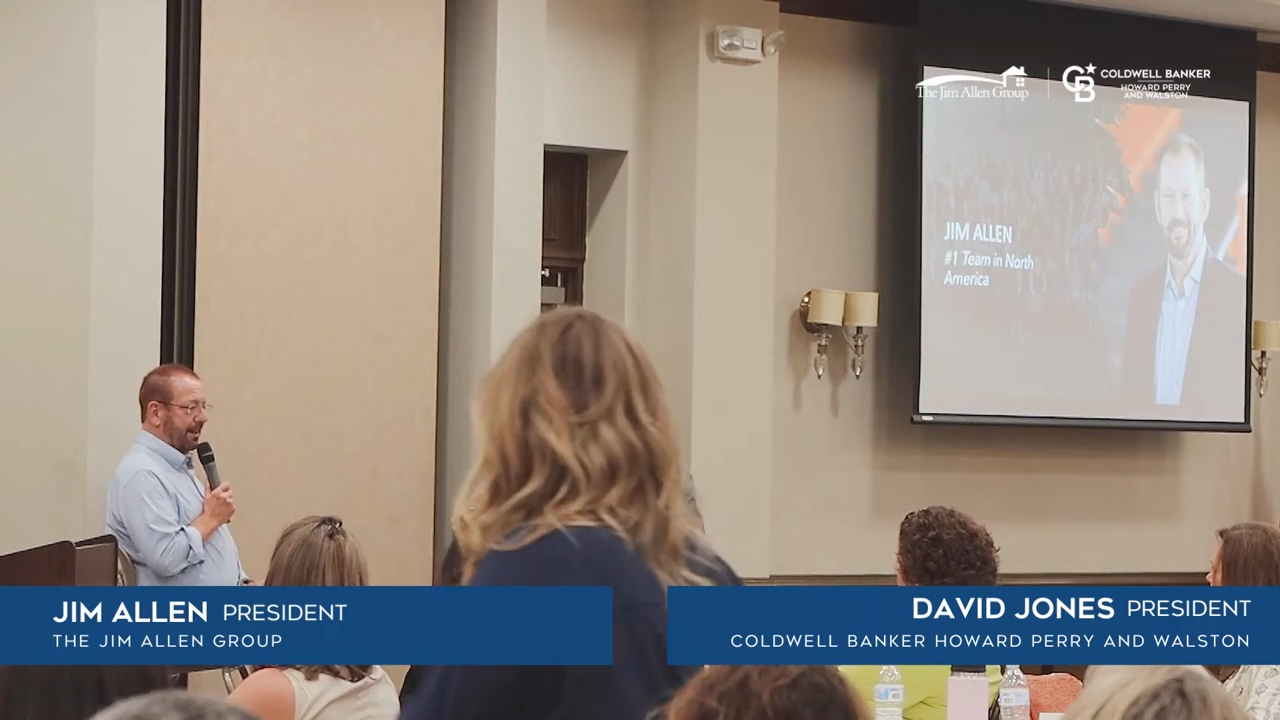 The Jim Allen Group
COLDWELL BANKER
HOWARD PERRY
AND WALSTON
JIM ALLEN
#1 Team in North
America
JIM ALLEN PRESIDENT
THE JIM ALLEN GROUP
DAVID JONES PRESIDENT
COLDWELL BANKER HOWARD PERRY AND WALSTON